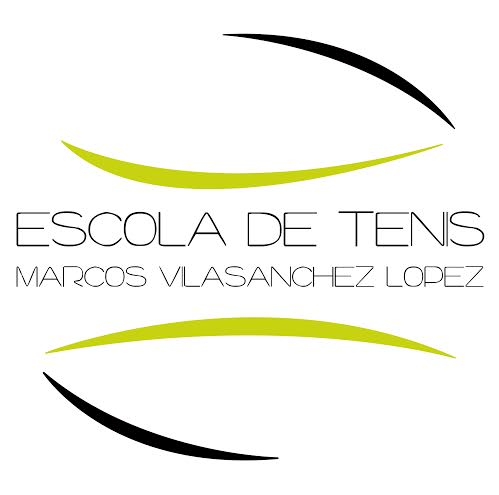 ESCOLA DE TENIS
MARCOS VILASANCHEZ LOPEZ